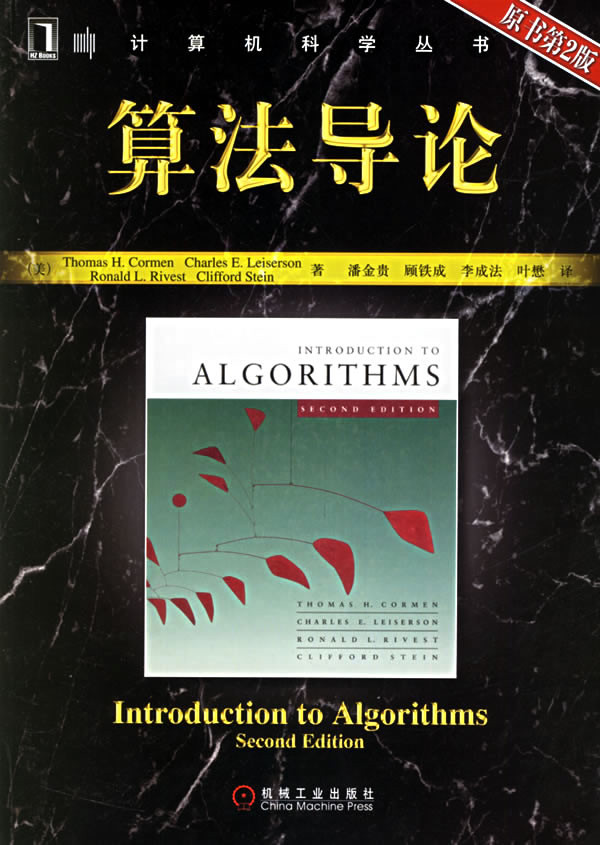 HZ BOOKS
计算机科学丛书
原书第2版
算法导论
(美) Thomas H. Cormen Charles E. Leiserson
Ronald L. Rivest Clifford Stein 著 潘金贵 顾铁成 李成法 叶懋 译
INTRODUCTION TO
ALGORITHMS
SECOND EDITION
THOMAS H. CORMEN
CHARLES E. LEISERSON
RONALD L. RIVEST
CLIFFORD STEIN
Introduction to Algorithms
Second Edition
机械工业出版社
China Machine Press